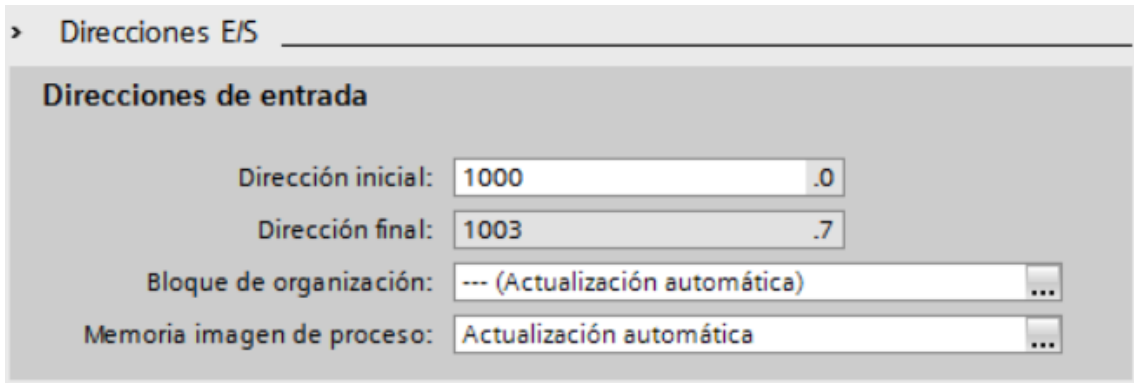 Direcciones E/S
Direcciones de entrada
Dirección inicial: 1000 .0
Dirección final: 1003 .7
Bloque de organización: --- (Actualización automática) ...
Memoria imagen de proceso: Actualización automática ...